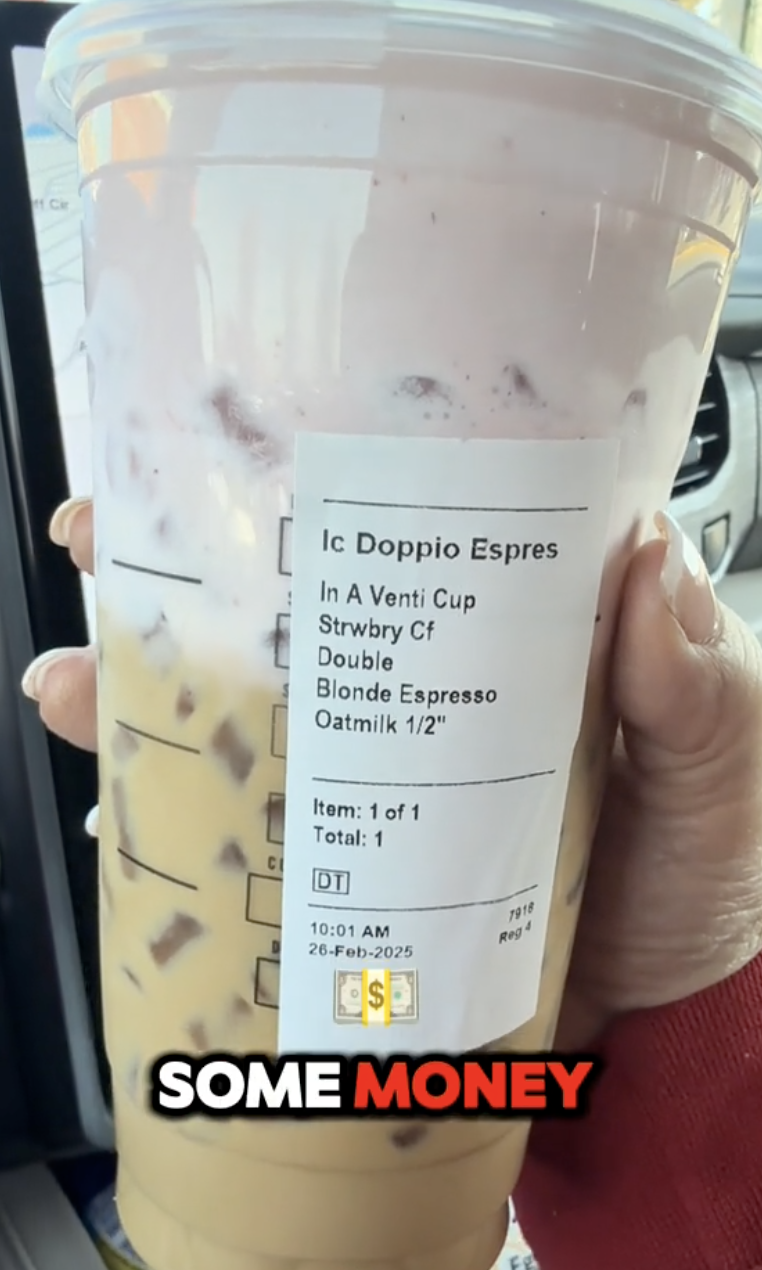 Ic Doppio Espres
In A Venti Cup
Strwbry Cf
Double
Blonde Espresso
Oatmilk 1/2"
Item: 1 of 1
Total: 1
DT
10:01 AM
7918
26-Feb-2025
Reg 4
$
SOME MONEY